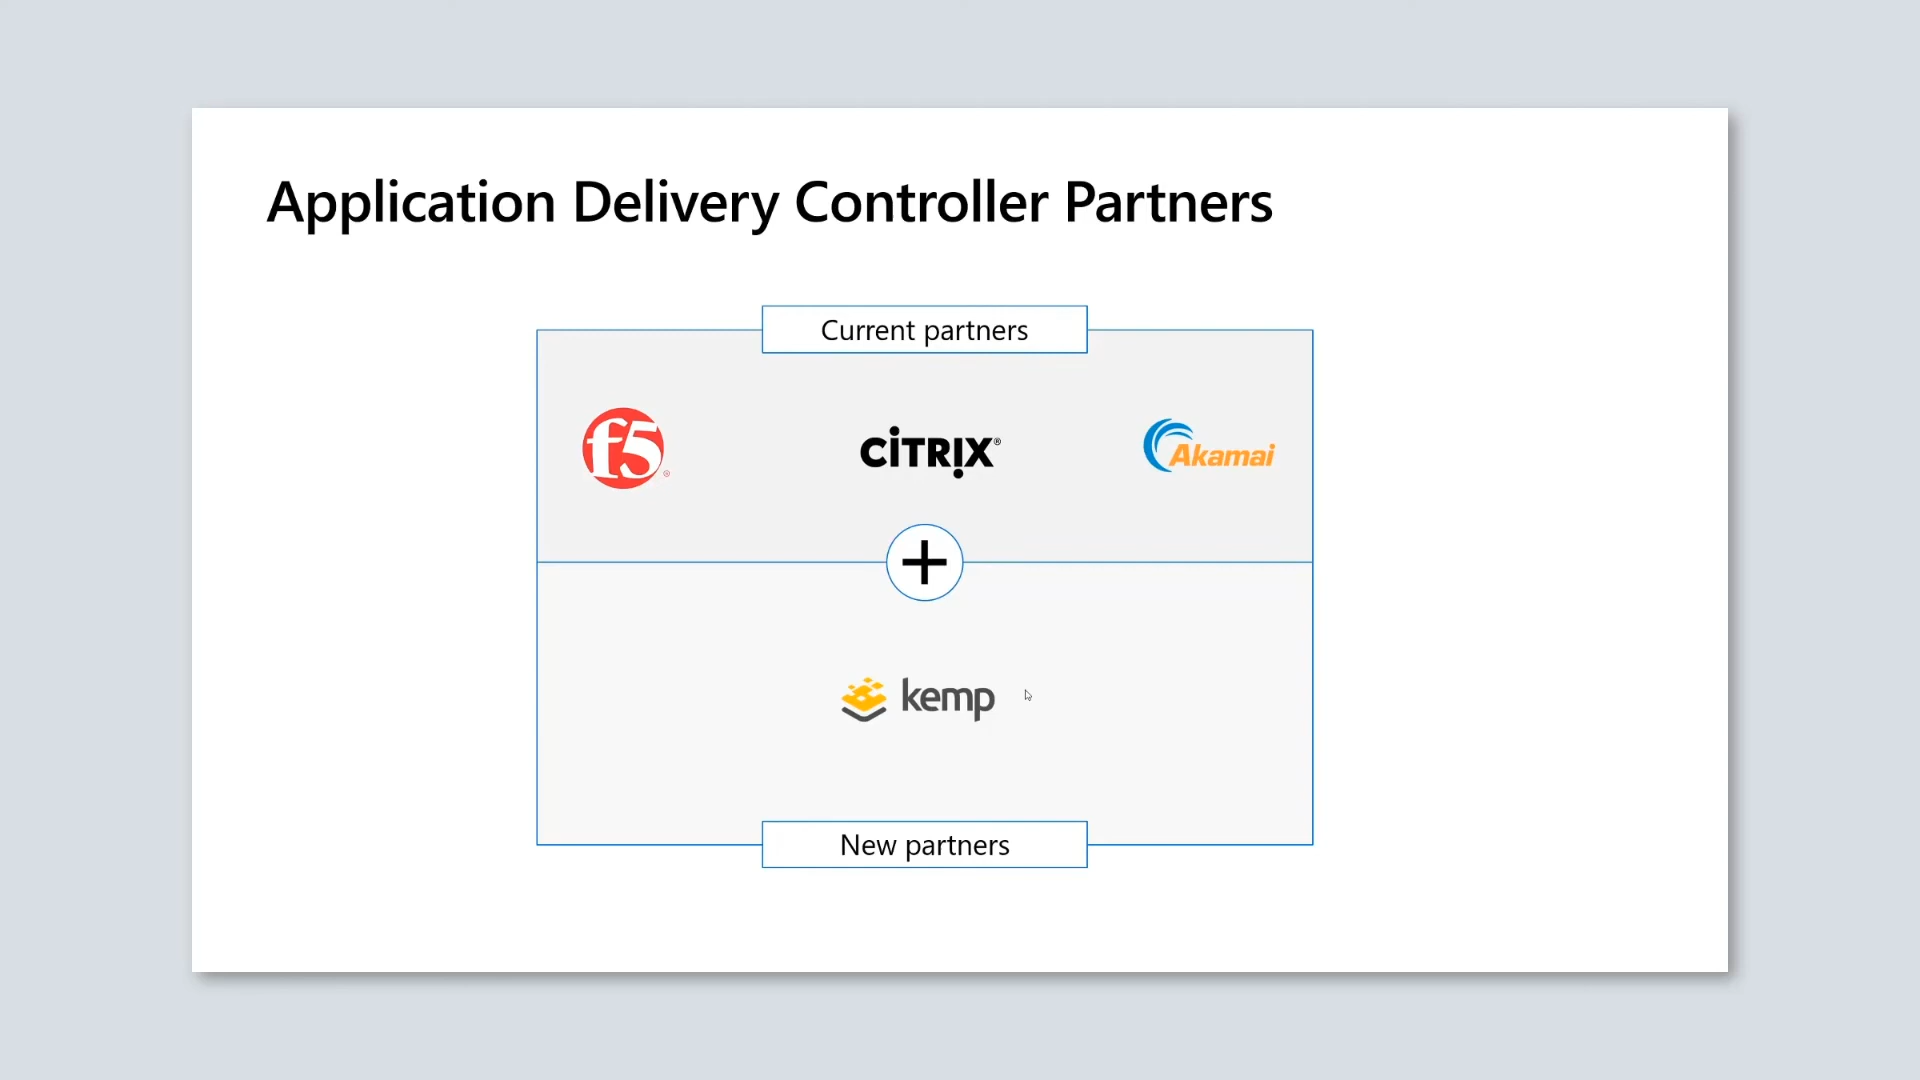 Application Delivery Controller Partners
Current partners
f5®
CITRIX®
Akamai
+
kemp
New partners